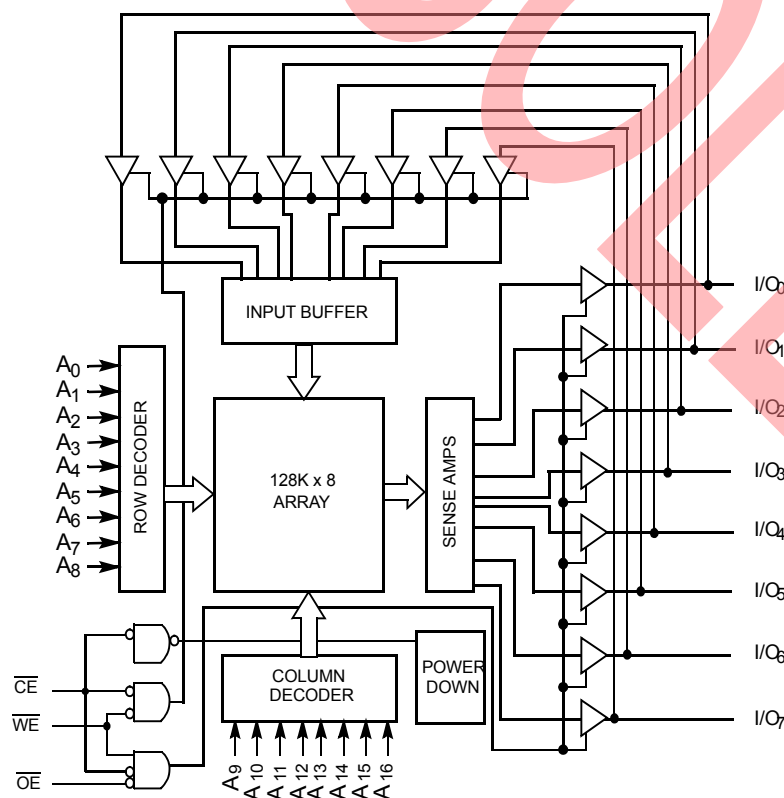 INPUT BUFFER
I/O0
I/O1
I/O2
I/O3
I/O4
I/O5
I/O6
I/O7
A0
A1
A2
A3
A4
A5
A6
A7
A8
ROW DECODER
128K x 8
ARRAY
SENSE AMPS
COLUMN
DECODER
POWER
DOWN
CE
WE
OE
A9
A10
A11
A12
A13
A14
A15
A16